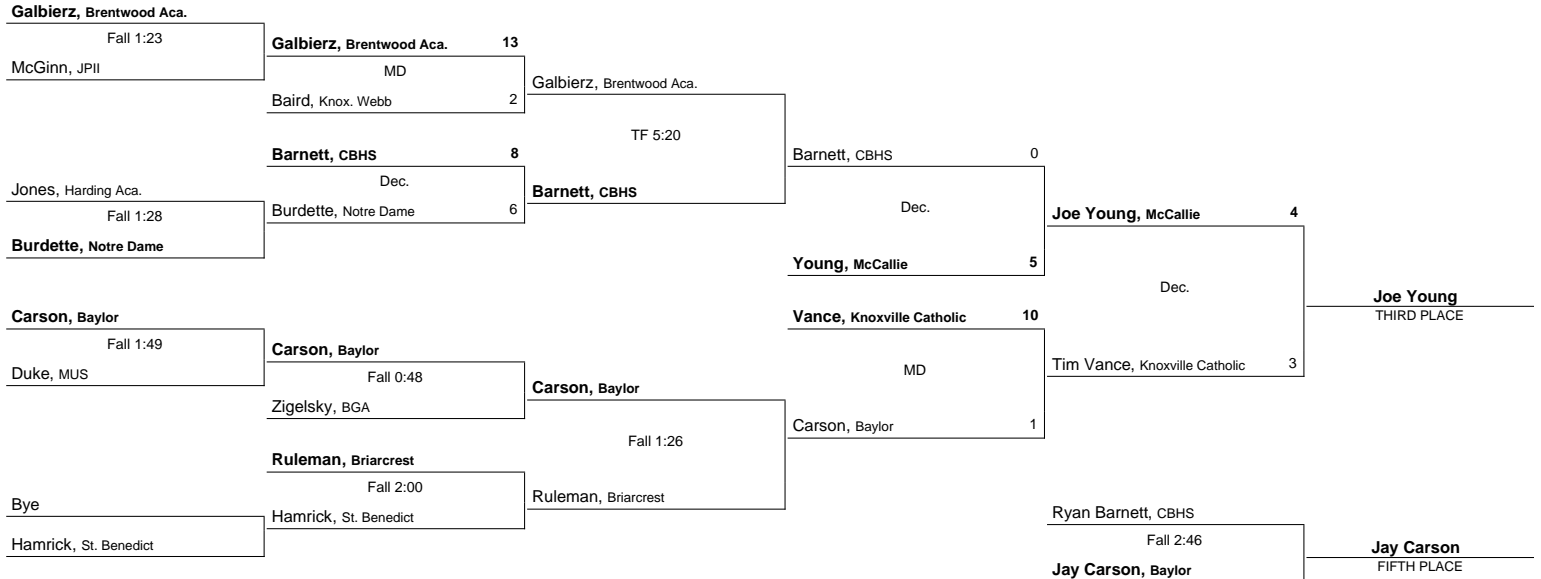 Galbierz, Brentwood Aca.
Fall 1:23
McGinn, JPII
Jones, Harding Aca.
Fall 1:28
Burdette, Notre Dame
Carson, Baylor
Fall 1:49
Duke, MUS
Bye
Hamrick, St. Benedict
Galbierz, Brentwood Aca. 13
MD
Baird, Knox. Webb 2
Barnett, CBHS 8
Dec.
Burdette, Notre Dame 6
Carson, Baylor
Fall 0:48
Zigelsky, BGA
Ruleman, Briarcrest
Fall 2:00
Hamrick, St. Benedict
Galbierz, Brentwood Aca.
TF 5:20
Barnett, CBHS
Carson, Baylor
Fall 1:26
Ruleman, Briarcrest
Barnett, CBHS 0
Dec.
Young, McCallie 5
Vance, Knoxville Catholic 10
MD
Carson, Baylor 1
Joe Young, McCallie 4
Dec.
Tim Vance, Knoxville Catholic 3
Ryan Barnett, CBHS
Fall 2:46
Jay Carson, Baylor
Joe Young
THIRD PLACE
Jay Carson
FIFTH PLACE